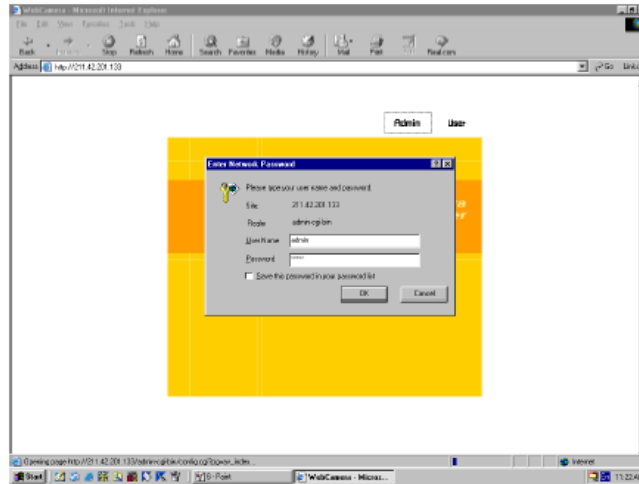 WebCamera - Microsoft Internet Explorer
File Edit View Favorites Tools Help
Back Stop Refresh Home Search Favorites Media History Mail Print Real.com
Address http://211.42.201.133 Go Links
Admin User
Enter Network Password
Please type your user name and password.
Site: 211.42.201.133
Realm admin-cgi-bin
User Name admin
Password
Save this password in your password list
OK Cancel
Internet
Start Paint WebCamera - Micros...